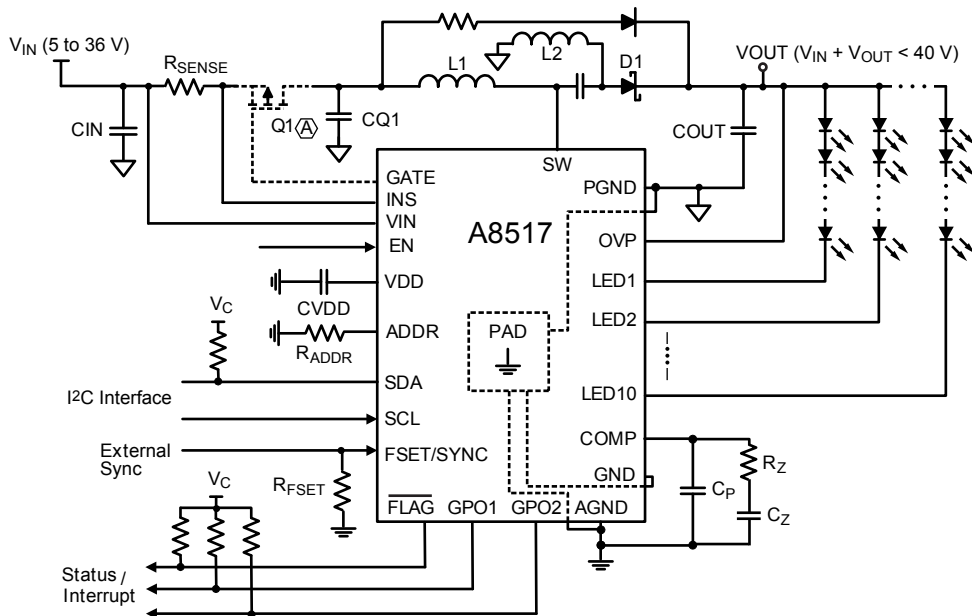 V_IN (5 to 36 V)
R_SENSE
L1
L2
D1
VOUT (V_IN + V_OUT < 40 V)
CIN
Q1 A
CQ1
COUT
SW
GATE
INS
VIN
EN
VDD
CVDD
ADDR
R_ADDR
V_C
SDA
I2C Interface
SCL
External
Sync
FSET/SYNC
R_FSET
A8517
PAD
PGND
OVP
LED1
LED2
LED10
COMP
GND
R_Z
C_P
C_Z
FLAG
GPO1
GPO2
AGND
V_C
Status /
Interrupt